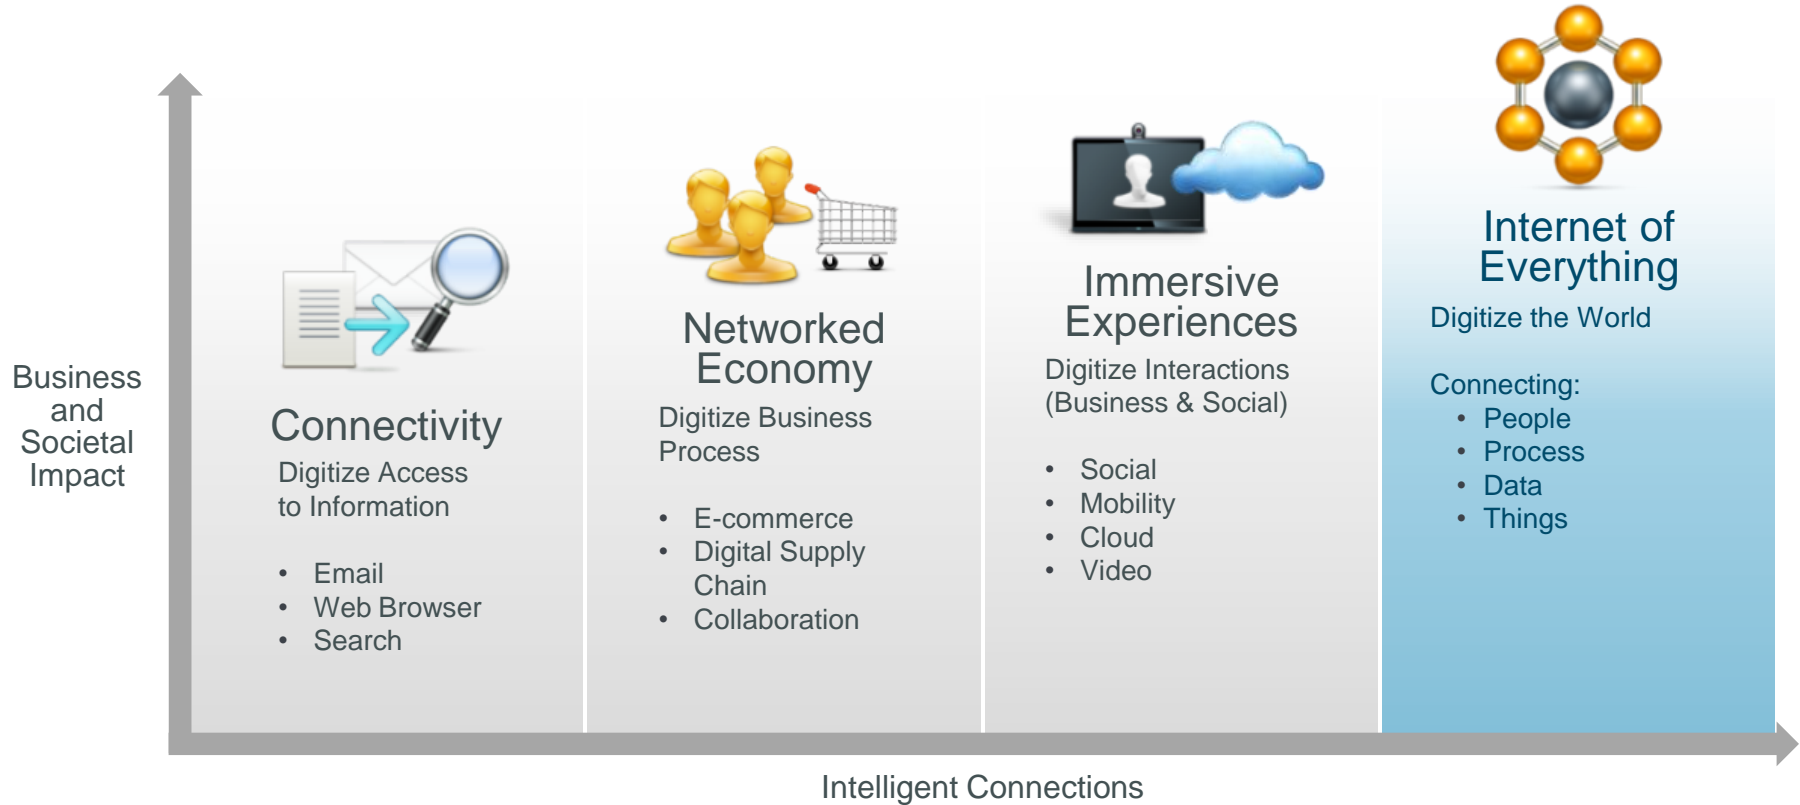 Business
and
Societal
Impact
Connectivity
Digitize Access
to Information
• Email
• Web Browser
• Search
Networked
Economy
Digitize Business
Process
• E-commerce
• Digital Supply
Chain
• Collaboration
Immersive
Experiences
Digitize Interactions
(Business & Social)
• Social
• Mobility
• Cloud
• Video
Internet of
Everything
Digitize the World
Connecting:
• People
• Process
• Data
• Things
Intelligent Connections